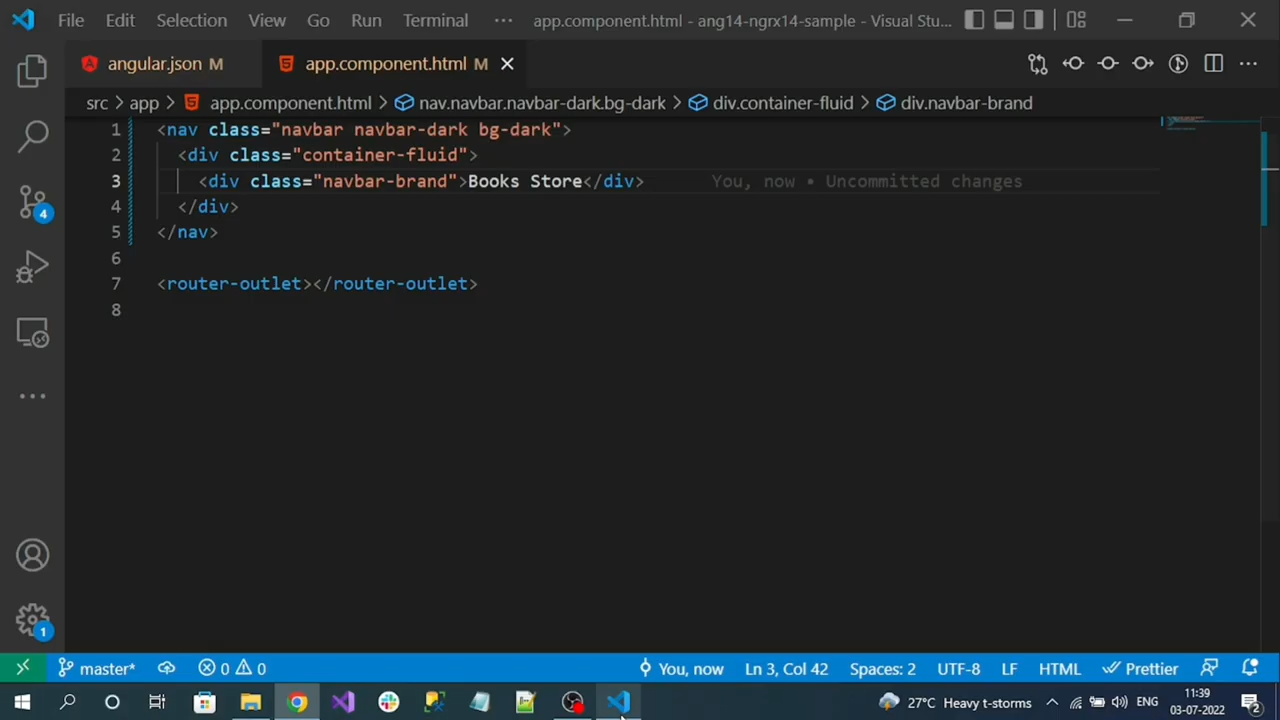 File Edit Selection View Go Run Terminal ··· app.component.html - ang14-ngrx14-sample - Visual Stu...
angular.json M app.component.html M
src > app > app.component.html > nav.navbar.navbar-dark.bg-dark > div.container-fluid > div.navbar-brand
1 <nav class="navbar navbar-dark bg-dark">
2 <div class="container-fluid">
3 <div class="navbar-brand">Books Store</div> You, now • Uncommitted changes
4 </div>
5 </nav>
6
7 <router-outlet></router-outlet>
8
4
1
master* 0 0 You, now Ln 3, Col 42 Spaces: 2 UTF-8 LF HTML Prettier
27°C Heavy t-storms ENG 11:39
03-07-2022 2